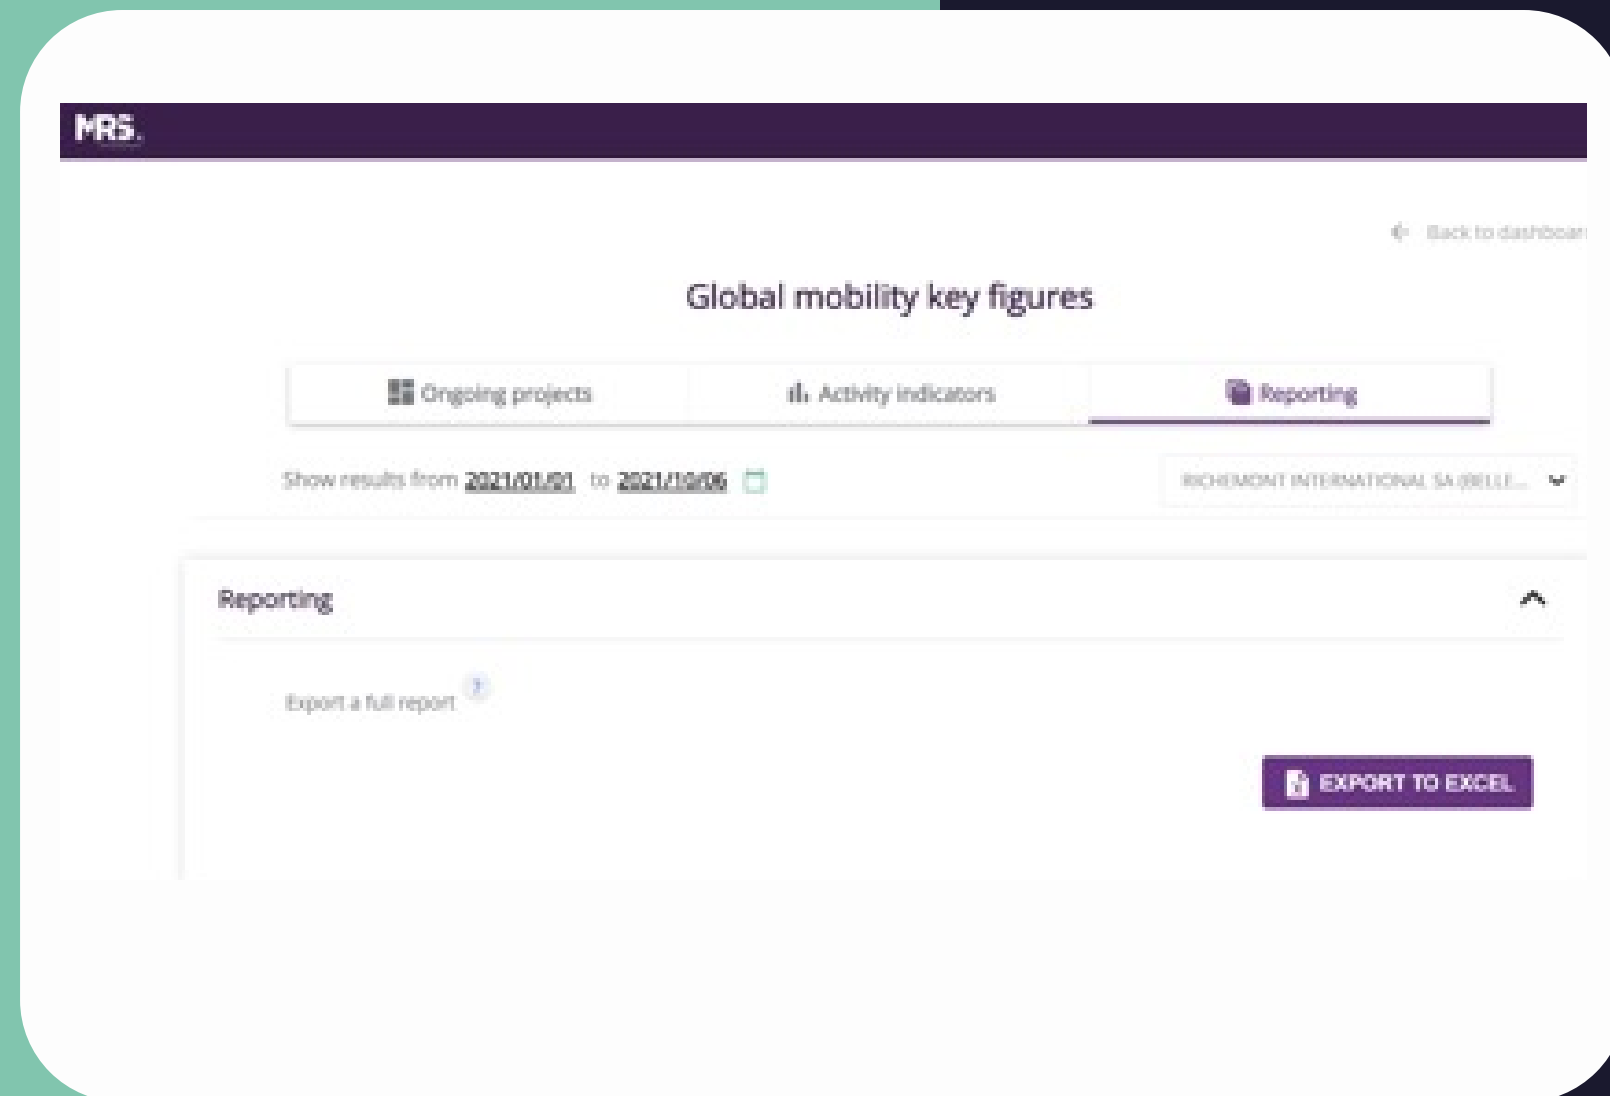 MRS.
Back to dashboar
Global mobility key figures
Ongoing projects
Activity indicators
Reporting
Show results from 2021/01/01 to 2021/10/06
RICHEMONT INTERNATIONAL SA (BELLE...
Reporting
Export a full report ?
EXPORT TO EXCEL